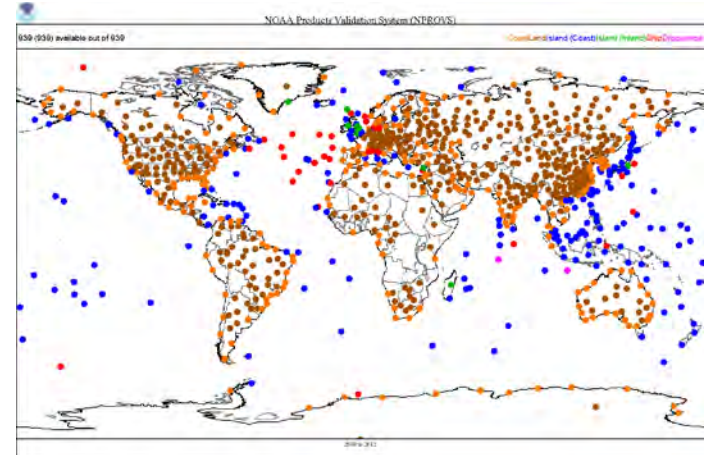 NOAA Products Validation System (NPROVS)
939 (939) available out of 939
Coast Land Island (Coast) Island (Inland) Ship Dropsonde